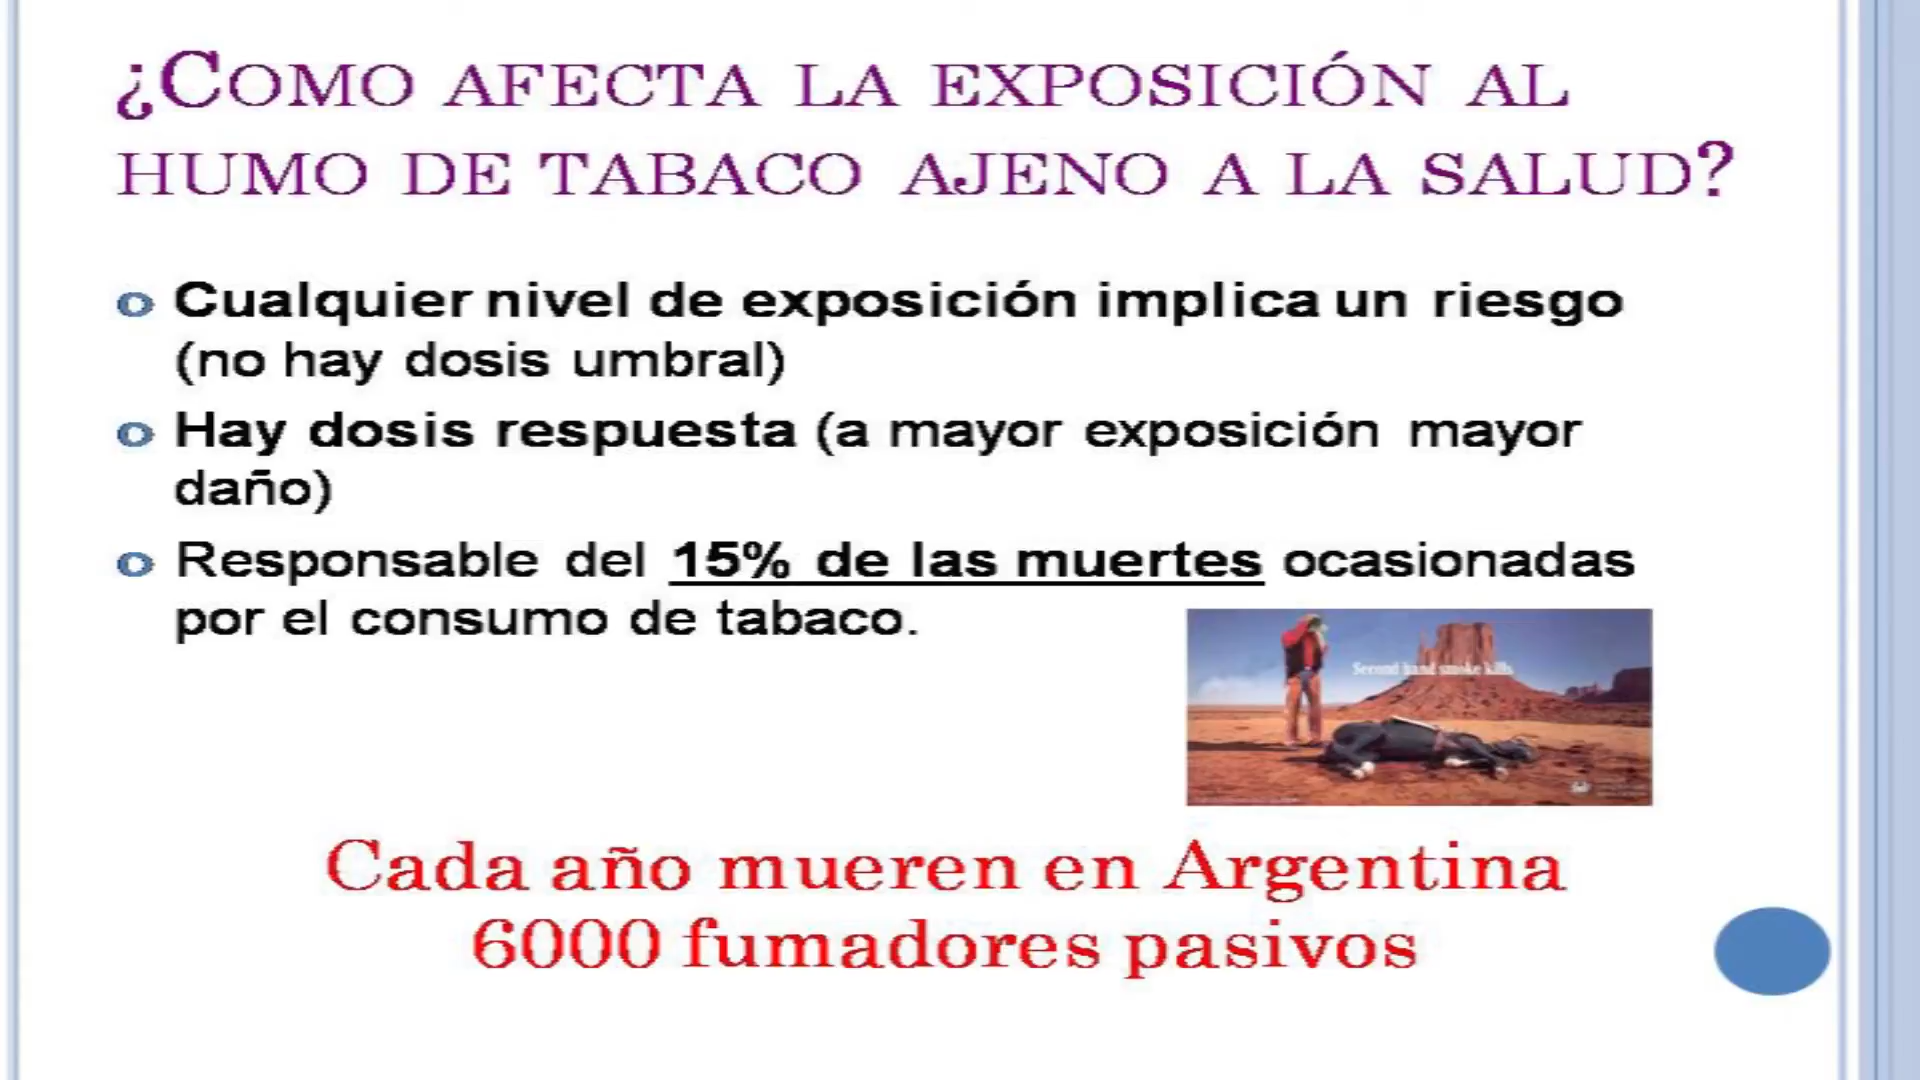 ¿Como afecta la exposición al
humo de tabaco ajeno a la salud?
Cualquier nivel de exposición implica un riesgo
(no hay dosis umbral)
Hay dosis respuesta (a mayor exposición mayor
daño)
Responsable del 15% de las muertes ocasionadas
por el consumo de tabaco.
Second hand smoke kills
Cada año mueren en Argentina
6000 fumadores pasivos